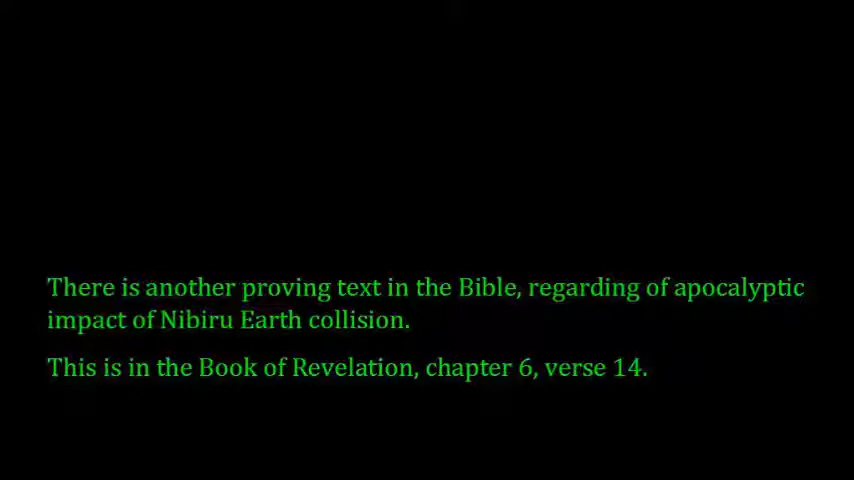 There is another proving text in the Bible, regarding of apocalyptic
impact of Nibiru Earth collision.
This is in the Book of Revelation, chapter 6, verse 14.